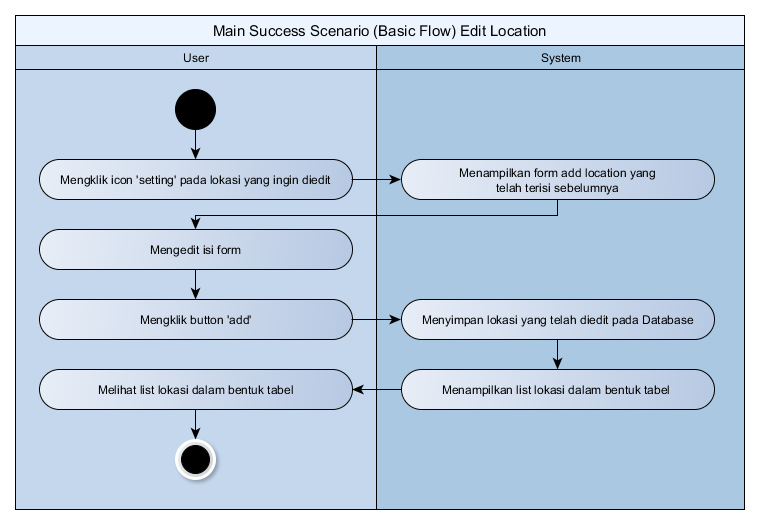 Main Success Scenario (Basic Flow) Edit Location
User
System
Mengklik icon 'setting' pada lokasi yang ingin diedit
Menampilkan form add location yang
telah terisi sebelumnya
Mengedit isi form
Mengklik button 'add'
Menyimpan lokasi yang telah diedit pada Database
Melihat list lokasi dalam bentuk tabel
Menampilkan list lokasi dalam bentuk tabel